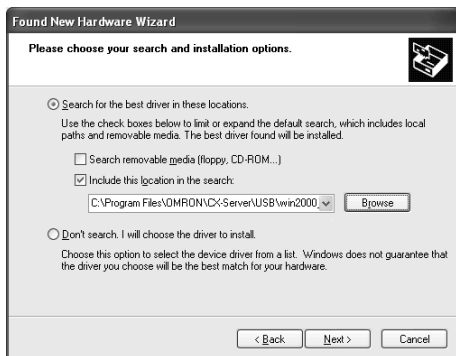 Found New Hardware Wizard
Please choose your search and installation options.
Search for the best driver in these locations.
Use the check boxes below to limit or expand the default search, which includes local
paths and removable media. The best driver found will be installed.
Search removable media (floppy, CD-ROM...)
Include this location in the search:
C:\Program Files\OMRON\CX-Server\USB\win2000_
Browse
Don't search. I will choose the driver to install.
Choose this option to select the device driver from a list. Windows does not guarantee that
the driver you choose will be the best match for your hardware.
< Back
Next >
Cancel